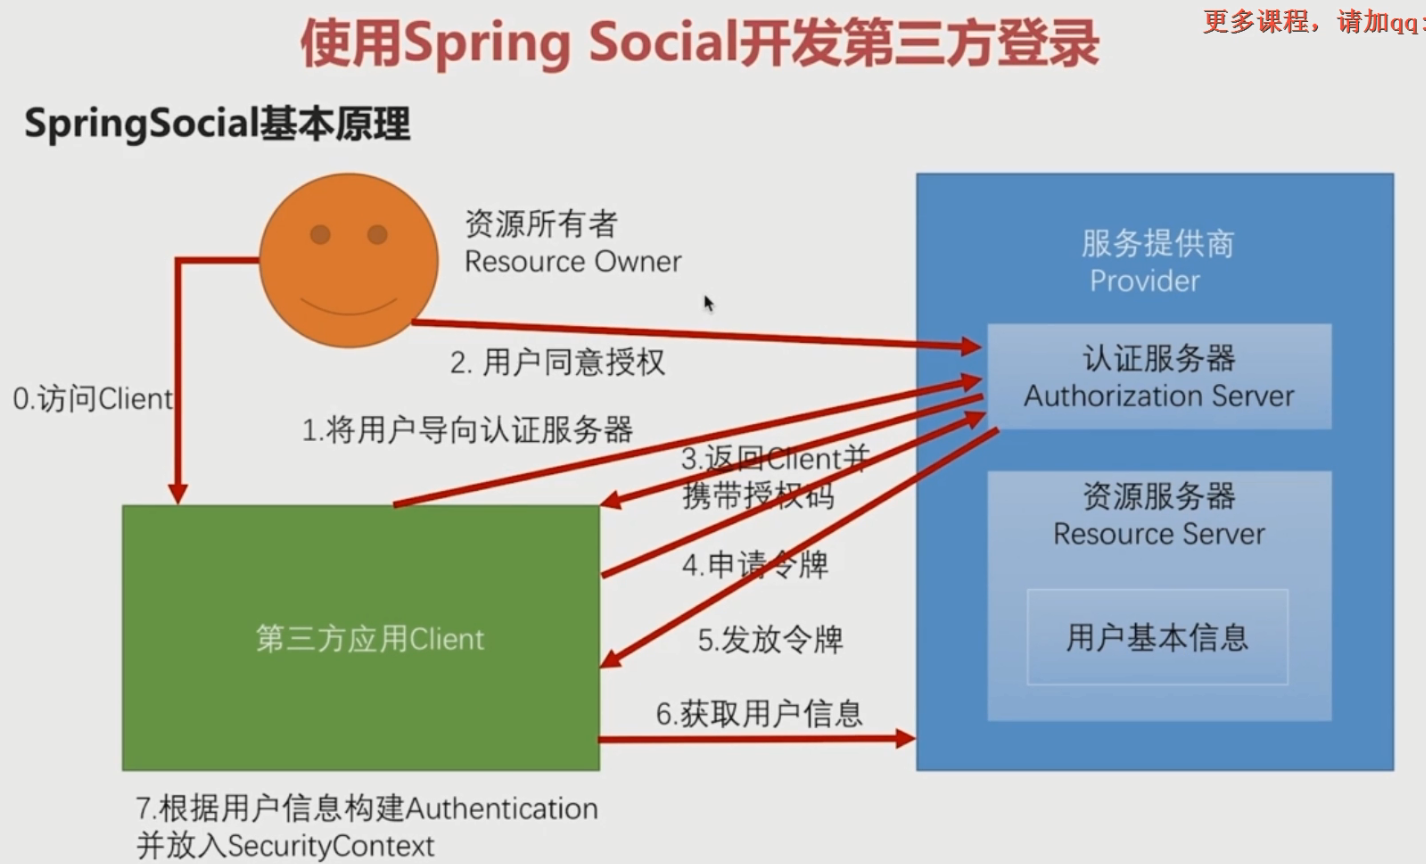 使用Spring Social开发第三方登录
更多课程，请加qq:
SpringSocial基本原理
资源所有者
Resource Owner
服务提供商
Provider
2. 用户同意授权
认证服务器
Authorization Server
0.访问Client
1.将用户导向认证服务器
3.返回Client并
携带授权码
资源服务器
Resource Server
4.申请令牌
第三方应用Client
5.发放令牌
用户基本信息
6.获取用户信息
7.根据用户信息构建Authentication
并放入SecurityContext